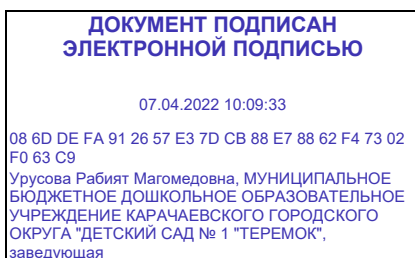 ДОКУМЕНТ ПОДПИСАН
ЭЛЕКТРОННОЙ ПОДПИСЬЮ
07.04.2022 10:09:33
08 6D DE FA 91 26 57 E3 7D CB 88 E7 88 62 F4 73 02
F0 63 C9
Урусова Рабият Магомедовна, МУНИЦИПАЛЬНОЕ
БЮДЖЕТНОЕ ДОШКОЛЬНОЕ ОБРАЗОВАТЕЛЬНОЕ
УЧРЕЖДЕНИЕ КАРАЧАЕВСКОГО ГОРОДСКОГО
ОКРУГА "ДЕТСКИЙ САД № 1 "ТЕРЕМОК",
заведующая